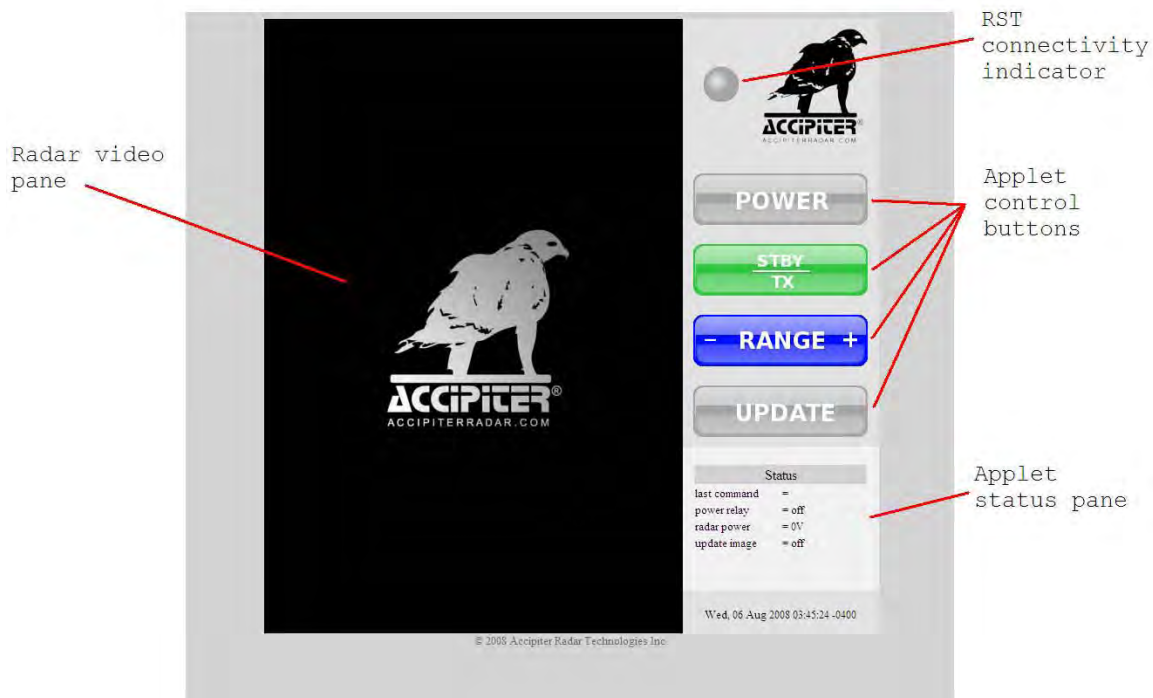 RST
connectivity
indicator
ACCIPITER®
ACCIPITERRADAR.COM
Radar video
pane
ACCIPITER®
ACCIPITERRADAR.COM
POWER
STBY
TX
- RANGE +
UPDATE
Applet
control
buttons
Status
last command =
power relay = off
radar power = 0V
update image = off
Applet
status pane
Wed, 06 Aug 2008 03:45:24 -0400
© 2008 Accipiter Radar Technologies Inc